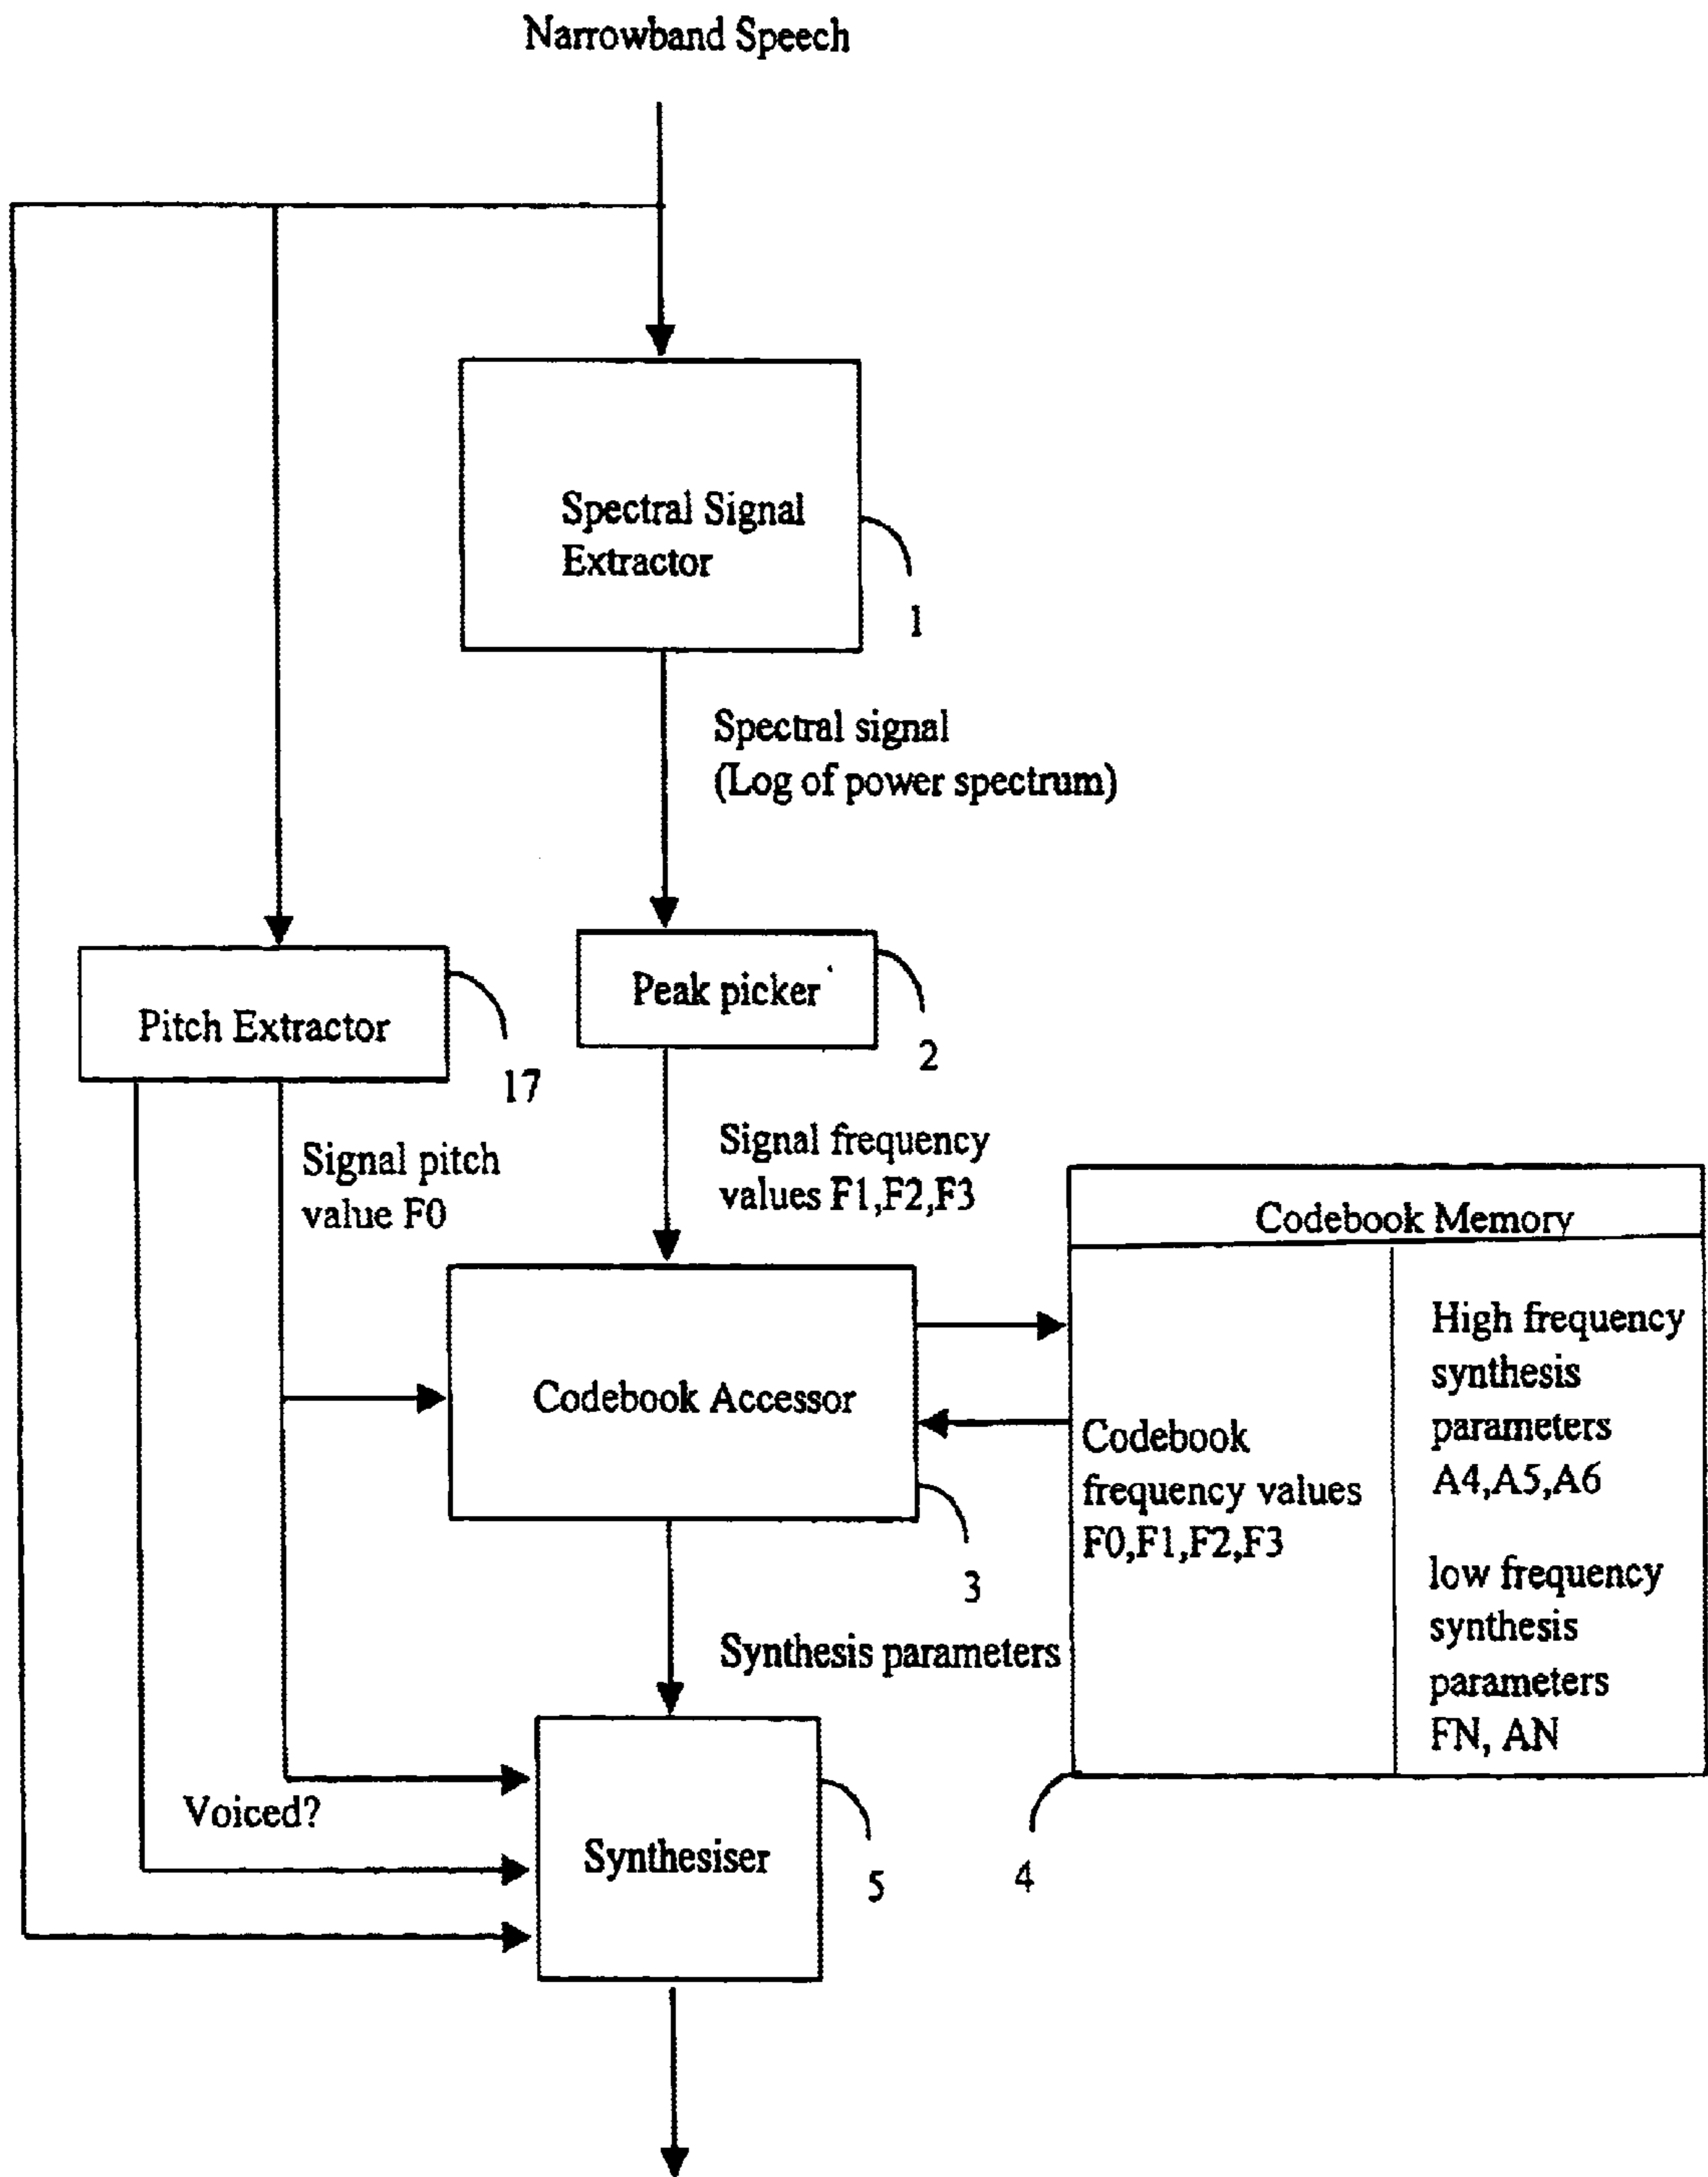 Narrowband Speech
Spectral Signal
Extractor
1
Spectral signal
(Log of power spectrum)
Peak picker
2
Pitch Extractor
17
Signal pitch
value F0
Signal frequency
values F1,F2,F3
Codebook Memory
Codebook Accessor
3
Codebook
frequency values
F0,F1,F2,F3
High frequency
synthesis
parameters
A4,A5,A6
low frequency
synthesis
parameters
FN, AN
4
Synthesis parameters
Voiced?
Synthesiser
5